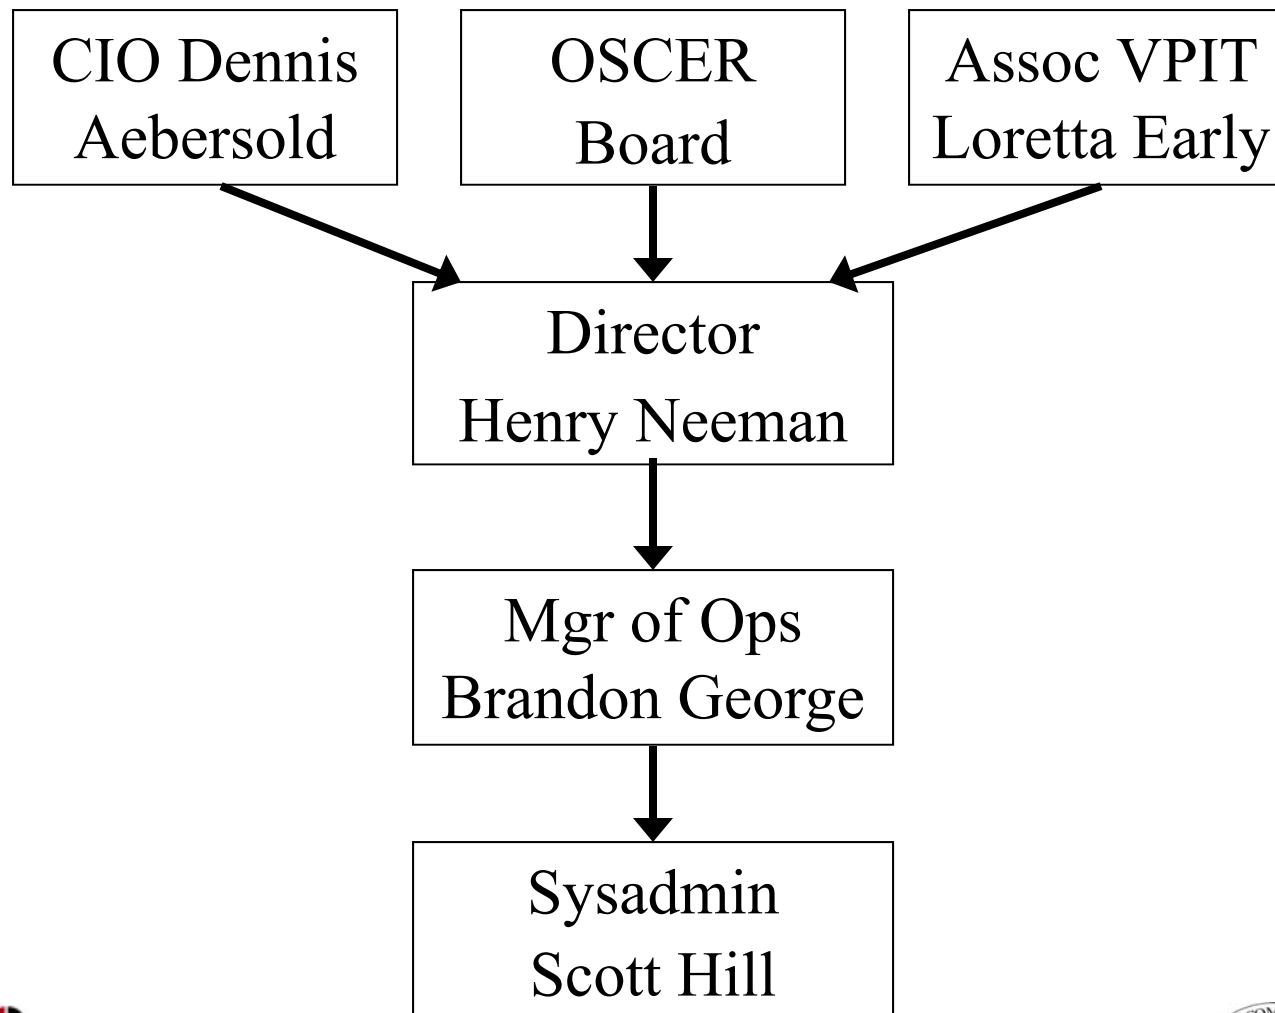 CIO Dennis
Aebersold
OSCER
Board
Assoc VPIT
Loretta Early
Director
Henry Neeman
Mgr of Ops
Brandon George
Sysadmin
Scott Hill